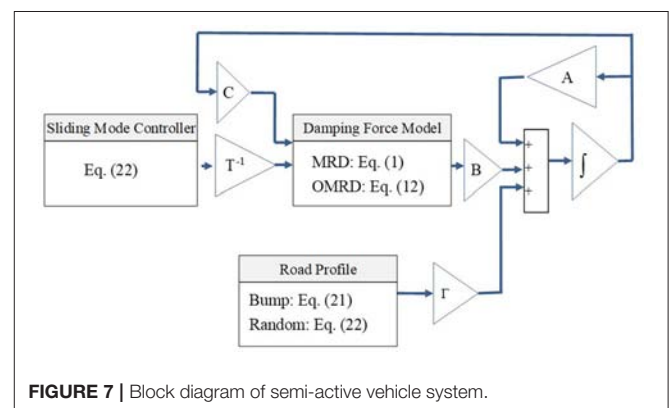 A
C
Sliding Mode Controller
Eq. (22)
T-1
Damping Force Model
MRD: Eq. (1)
OMRD: Eq. (12)
B
+
+
+
∫
Road Profile
Bump: Eq. (21)
Random: Eq. (22)
Γ
FIGURE 7 | Block diagram of semi-active vehicle system.